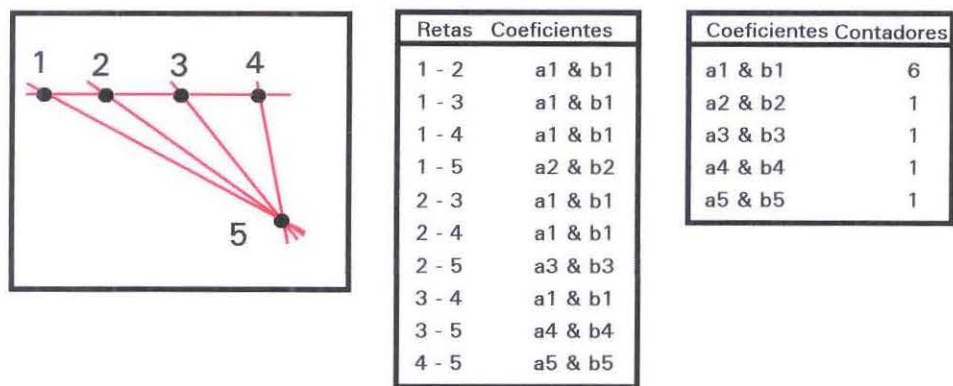 1 2 3 4
5
Retas Coeficientes
1 - 2 a1 & b1
1 - 3 a1 & b1
1 - 4 a1 & b1
1 - 5 a2 & b2
2 - 3 a1 & b1
2 - 4 a1 & b1
2 - 5 a3 & b3
3 - 4 a1 & b1
3 - 5 a4 & b4
4 - 5 a5 & b5
Coeficientes Contadores
a1 & b1 6
a2 & b2 1
a3 & b3 1
a4 & b4 1
a5 & b5 1